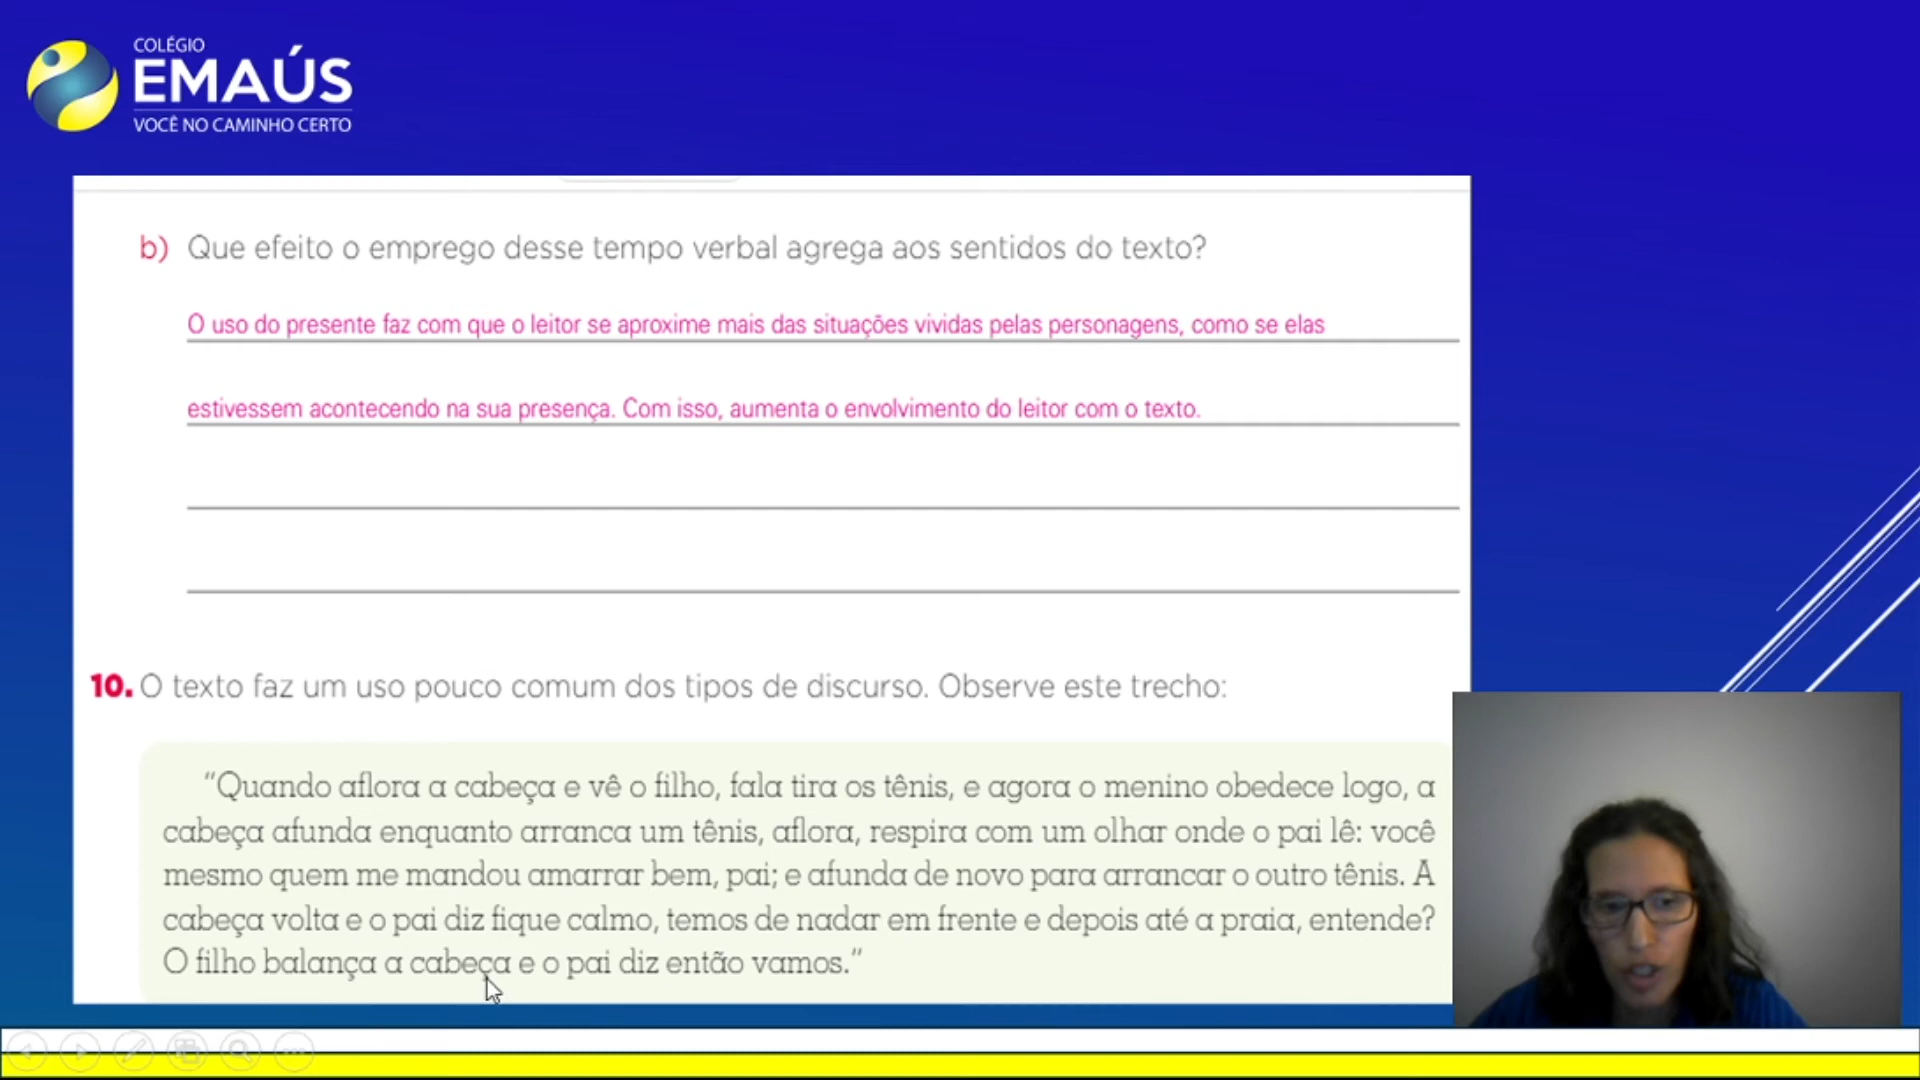 COLÉGIO
EMAÚS
VOCÊ NO CAMINHO CERTO
b) Que efeito o emprego desse tempo verbal agrega aos sentidos do texto?
O uso do presente faz com que o leitor se aproxime mais das situações vividas pelas personagens, como se elas
estivessem acontecendo na sua presença. Com isso, aumenta o envolvimento do leitor com o texto.
10. O texto faz um uso pouco comum dos tipos de discurso. Observe este trecho:
“Quando aflora a cabeça e vê o filho, fala tira os tênis, e agora o menino obedece logo, a
cabeça afunda enquanto arranca um tênis, aflora, respira com um olhar onde o pai lê: você
mesmo quem me mandou amarrar bem, pai; e afunda de novo para arrancar o outro tênis. A
cabeça volta e o pai diz fique calmo, temos de nadar em frente e depois até a praia, entende?
O filho balança a cabeça e o pai diz então vamos.”